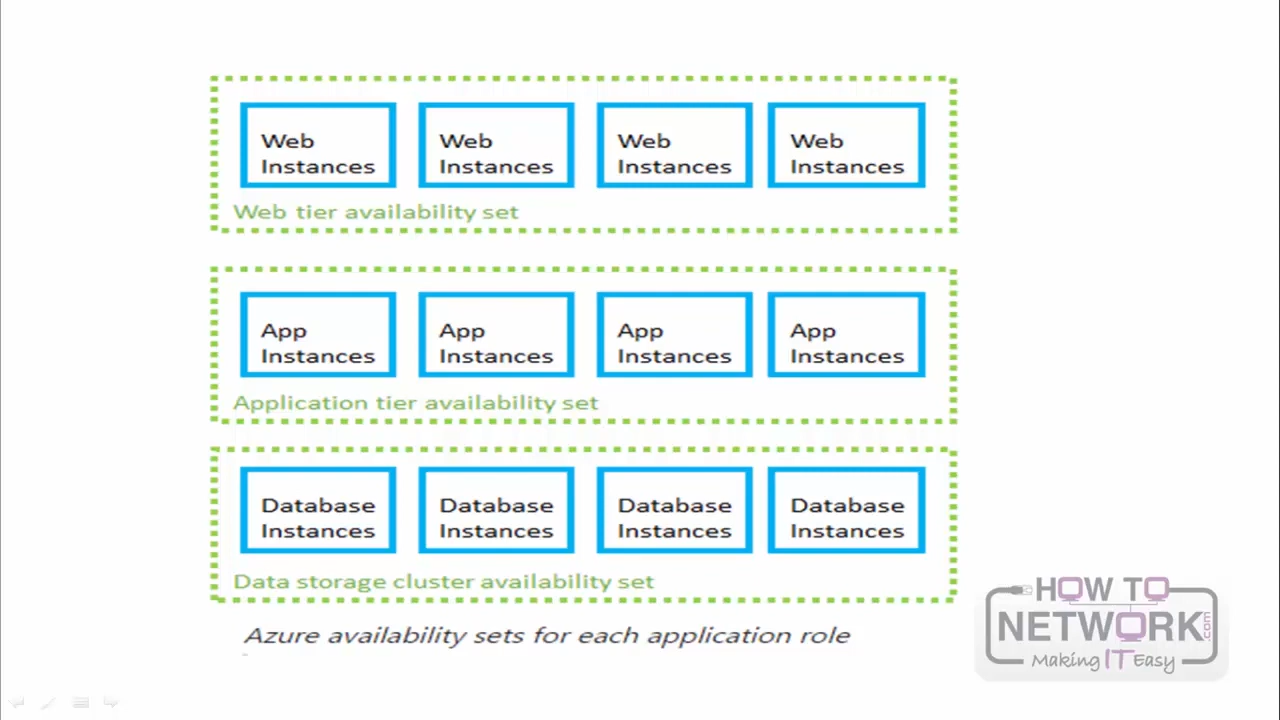 Web Web Web Web
Instances Instances Instances Instances
Web tier availability set
App App App App
Instances Instances Instances Instances
Application tier availability set
Database Database Database Database
Instances Instances Instances Instances
Data storage cluster availability set
Azure availability sets for each application role
HOW TO
NETWORK.com
Making IT Easy